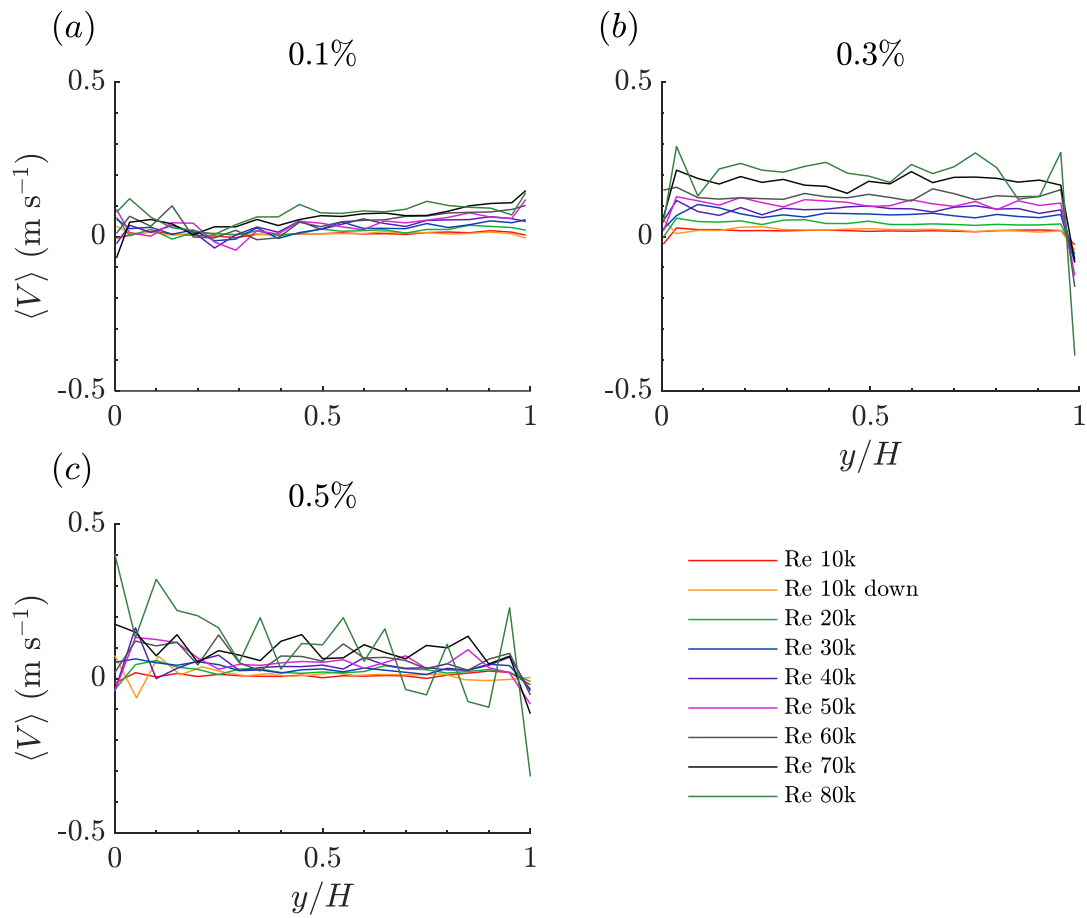 (a)
0.1%
0.5
0
-0.5
⟨V⟩ (m s⁻¹)
0
0.5
1
(b)
0.3%
0.5
0
-0.5
0
0.5
1
y/H
(c)
0.5%
0.5
0
-0.5
⟨V⟩ (m s⁻¹)
0
0.5
1
y/H
Re 10k
Re 10k down
Re 20k
Re 30k
Re 40k
Re 50k
Re 60k
Re 70k
Re 80k